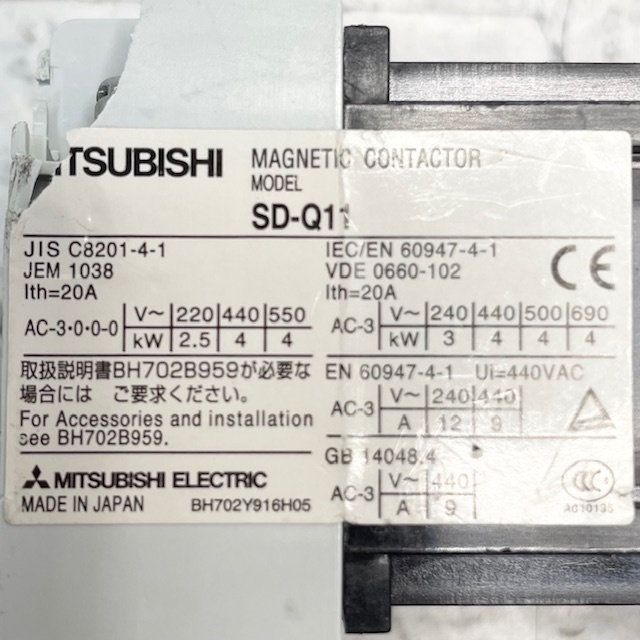 MITSUBISHI MAGNETIC CONTACTOR
MODEL
SD-Q11
JIS C8201-4-1
JEM 1038
Ith=20A
AC-3・0・0-0 V~ 220 440 550
kW 2.5 4 4
取扱説明書BH702B959が必要な
場合には ご要求ください。
For Accessories and installation
see BH702B959.
MITSUBISHI ELECTRIC
MADE IN JAPAN BH702Y916H05
IEC/EN 60947-4-1
VDE 0660-102
Ith=20A
CE
AC-3 V~ 240 440 500 690
kW 3 4 4 4
EN 60947-4-1 Ui=440VAC
AC-3 V~ 240 440
A 12 9
GB 14048.4
AC-3 V~ 440
A 9
CCC
A010135